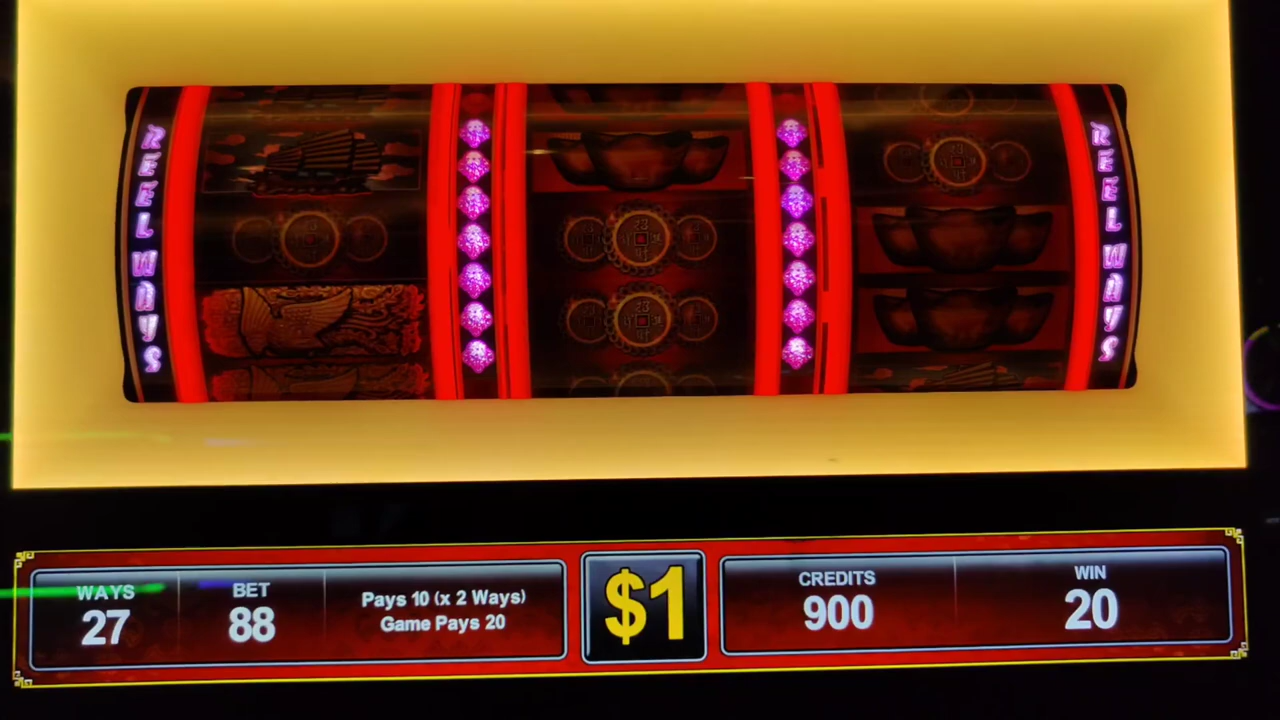 REEL WAYS
REEL WAYS
WAYS
27
BET
88
Pays 10 (x 2 Ways)
Game Pays 20
$1
CREDITS
900
WIN
20